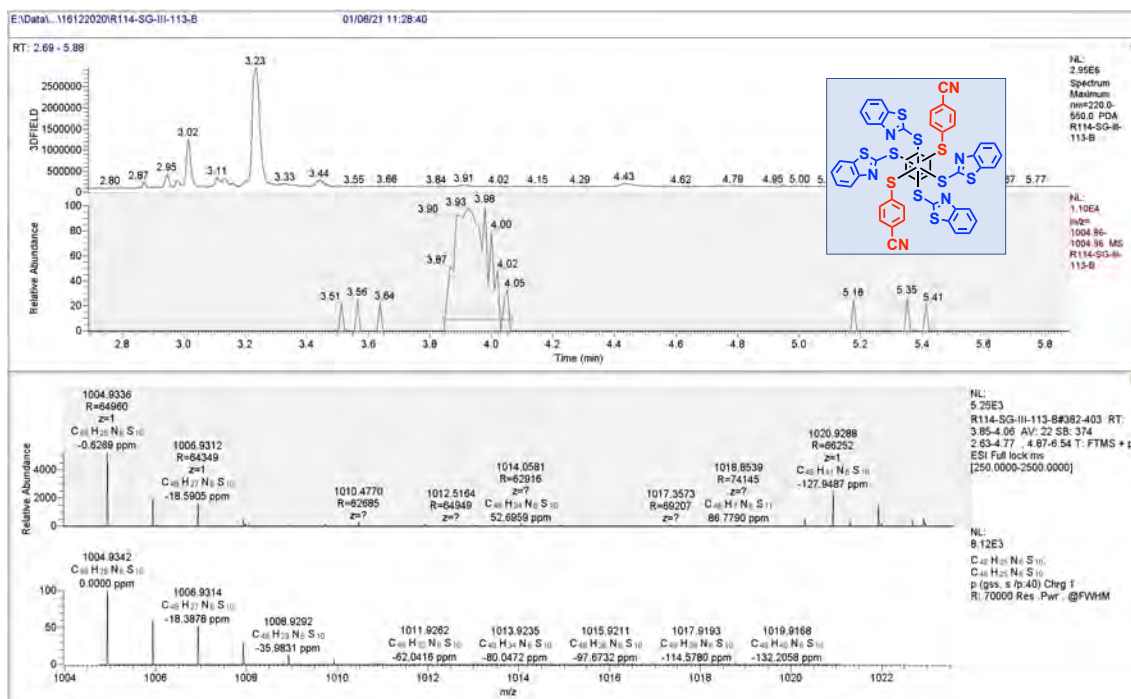 E:\Data\...\16122020\R114-SG-III-113-B 01/06/21 11:28:40
RT: 2.69 - 5.88
3DFIELD
2500000
2000000
1500000
1000000
500000
0
2.80 2.87 2.95 3.02 3.11 3.23 3.33 3.44 3.55 3.66 3.84 3.91 4.02 4.15 4.29 4.43 4.62 4.78 4.95 5.00 5.77
NL:
2.95E6
Spectrum
Maximum
nm=220.0-
550.0 PDA
R114-SG-III-
113-B
CN
S
N
S
S
S
N
S
S
N
S
S
S
N
S
S
CN
Relative Abundance
100
80
60
40
20
0
3.51 3.56 3.64 3.87 3.90 3.93 3.98 4.00 4.02 4.05 5.18 5.35 5.41
2.8 3.0 3.2 3.4 3.6 3.8 4.0 4.2 4.4 4.6 4.8 5.0 5.2 5.4 5.6 5.8
Time (min)
NL:
1.10E4
m/z=
1004.86-
1004.96 MS
R114-SG-III-
113-B
Relative Abundance
4000
2000
0
1004.9336
R=64960
z=1
-0.6269 ppm
1006.9312
R=64349
z=1
C48 H27 N6 S10
-18.5905 ppm
1010.4770
R=62685
z=?
1012.5164
R=64949
z=?
1014.0581
R=62916
z=?
C48 H34 N6 S10
52.6959 ppm
1017.3573
R=69207
z=?
1018.8539
R=74145
z=?
C48 H7 N6 S11
86.7790 ppm
1020.9288
R=66252
z=1
C48 H41 N6 S10
-127.9487 ppm
NL:
5.25E3
R114-SG-III-113-B#382-403 RT:
3.85-4.06 AV: 22 SB: 374
2.63-4.77 , 4.87-6.54 T: FTMS + p
ESI Full lock ms
[250.0000-2500.0000]
100
50
0
1004.9342
0.0000 ppm
1006.9314
C48 H27 N6 S10
-18.3878 ppm
1008.9292
C48 H29 N6 S10
-35.9831 ppm
1011.9262
C48 H32 N6 S10
-62.0416 ppm
1013.9235
C48 H34 N6 S10
-80.0472 ppm
1015.9211
C48 H36 N6 S10
-97.6732 ppm
1017.9193
C48 H38 N6 S10
-114.5780 ppm
1019.9168
C48 H40 N6 S10
-132.2058 ppm
NL:
8.12E3
C48 H25 N6 S10:
C48 H25 N6 S10
p (gss, s /p:40) Chrg 1
R: 70000 Res .Pwr . @FWHM
1004 1006 1008 1010 1012 1014 1016 1018 1020 1022
m/z